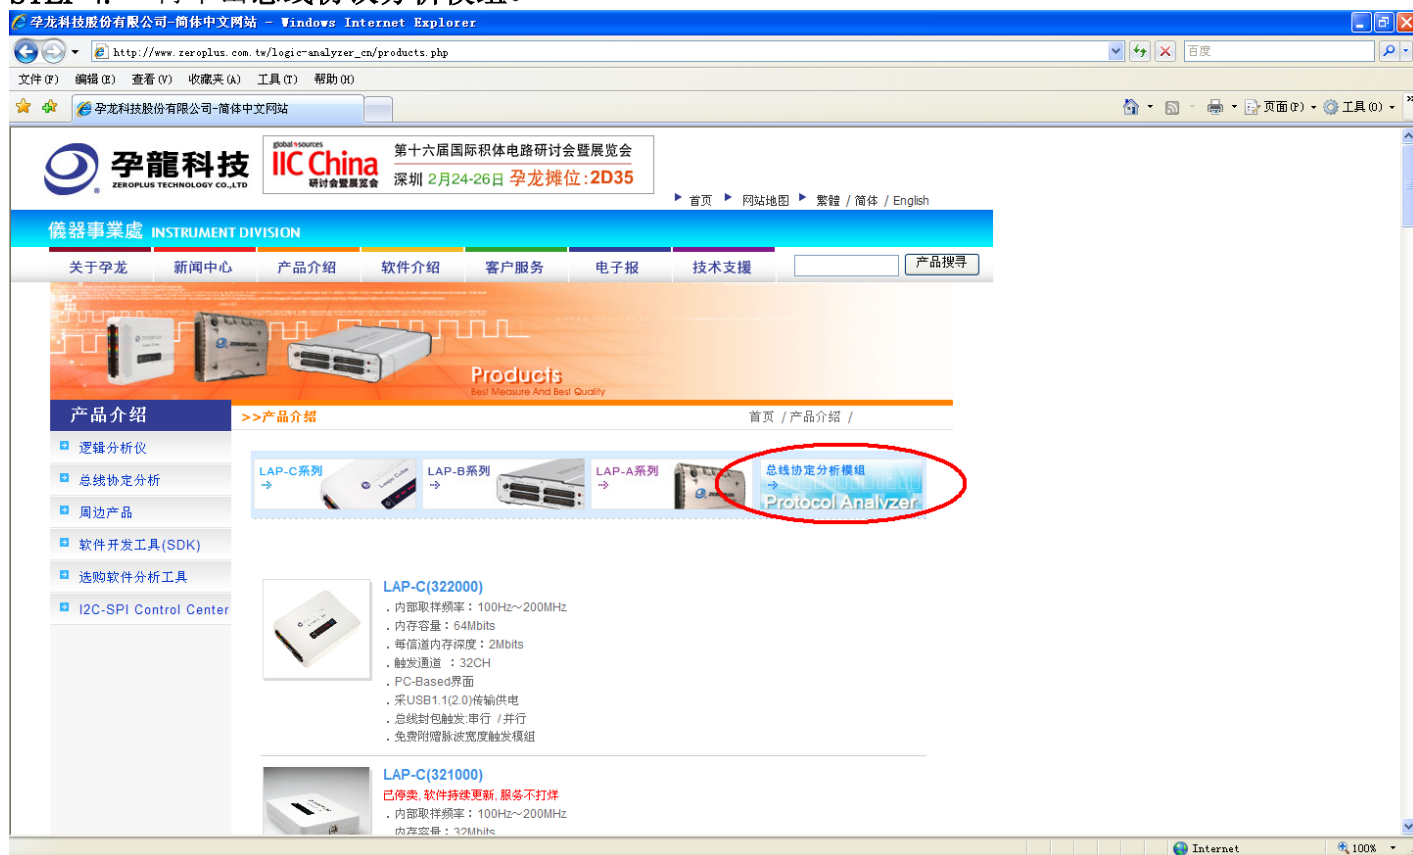 孕龙科技股份有限公司-简体中文网站 - Windows Internet Explorer
http://www.zeroplus.com.tw/logic-analyzer_cn/products.php
百度
文件(F) 编辑(E) 查看(V) 收藏夹(A) 工具(T) 帮助(H)
孕龙科技股份有限公司-简体中文网站
页面(P) 工具(O)
孕龍科技
ZEROPLUS TECHNOLOGY CO.,LTD
global sources
IIC China
研讨会暨展览会
第十六届国际积体电路研讨会暨展览会
深圳 2月24-26日 孕龙摊位:2D35
首页 网站地图 繁體 / 简体 / English
儀器事業處 INSTRUMENT DIVISION
关于孕龙 新闻中心 产品介绍 软件介绍 客户服务 电子报 技术支援 产品搜寻
Products
Best Measure And Best Quality
产品介绍
>>产品介绍
首页 / 产品介绍 /
逻辑分析仪
总线协定分析
周边产品
软件开发工具(SDK)
选购软件分析工具
I2C-SPI Control Center
LAP-C系列
LAP-B系列
LAP-A系列
总线协定分析模组
Protocol Analyzer
LAP-C(322000)
. 内部取样频率：100Hz～200MHz
. 内存容量：64Mbits
. 每信道内存深度：2Mbits
. 触发通道 ：32CH
. PC-Based界面
. 采USB1.1(2.0)传输供电
. 总线封包触发:串行 / 并行
. 免费附赠脉波宽度触发模组
LAP-C(321000)
已停卖, 软件持续更新, 服务不打烊
. 内部取样频率：100Hz～200MHz
. 内存容量：32Mbits
Internet
100%